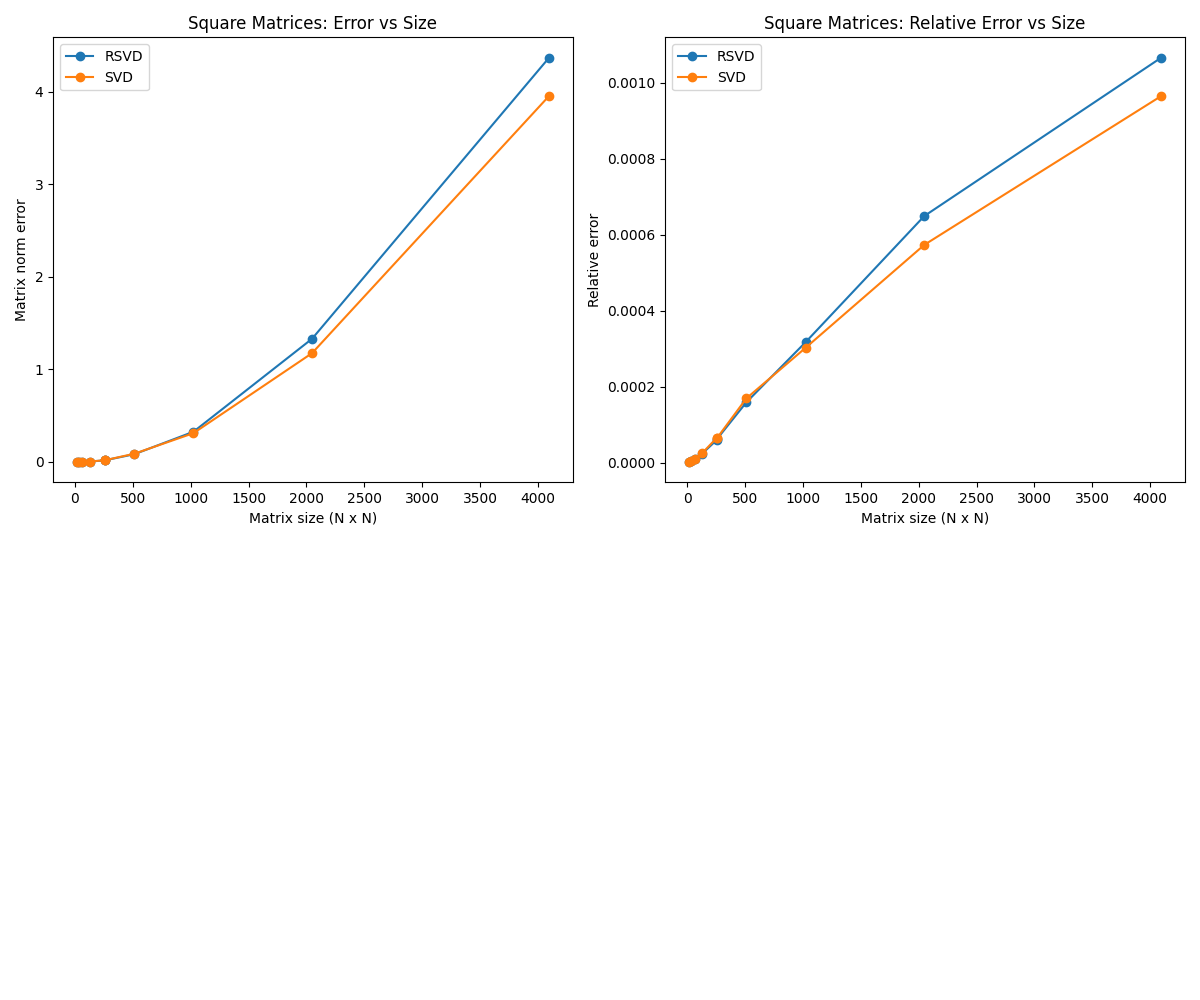 Square Matrices: Error vs Size
RSVD
SVD
Matrix norm error
4
3
2
1
0
0 500 1000 1500 2000 2500 3000 3500 4000
Matrix size (N x N)
Square Matrices: Relative Error vs Size
RSVD
SVD
Relative error
0.0010
0.0008
0.0006
0.0004
0.0002
0.0000
0 500 1000 1500 2000 2500 3000 3500 4000
Matrix size (N x N)